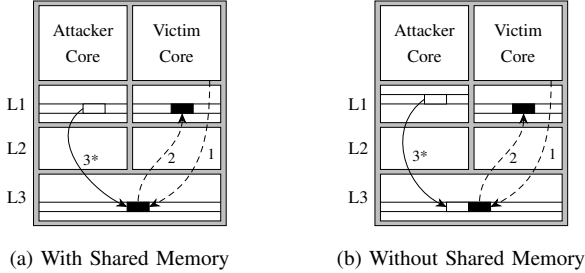 Attacker
Core
Victim
Core
L1
L2
L3
3*
2
1
(a) With Shared Memory
Attacker
Core
Victim
Core
L1
L2
L3
3*
2
1
(b) Without Shared Memory